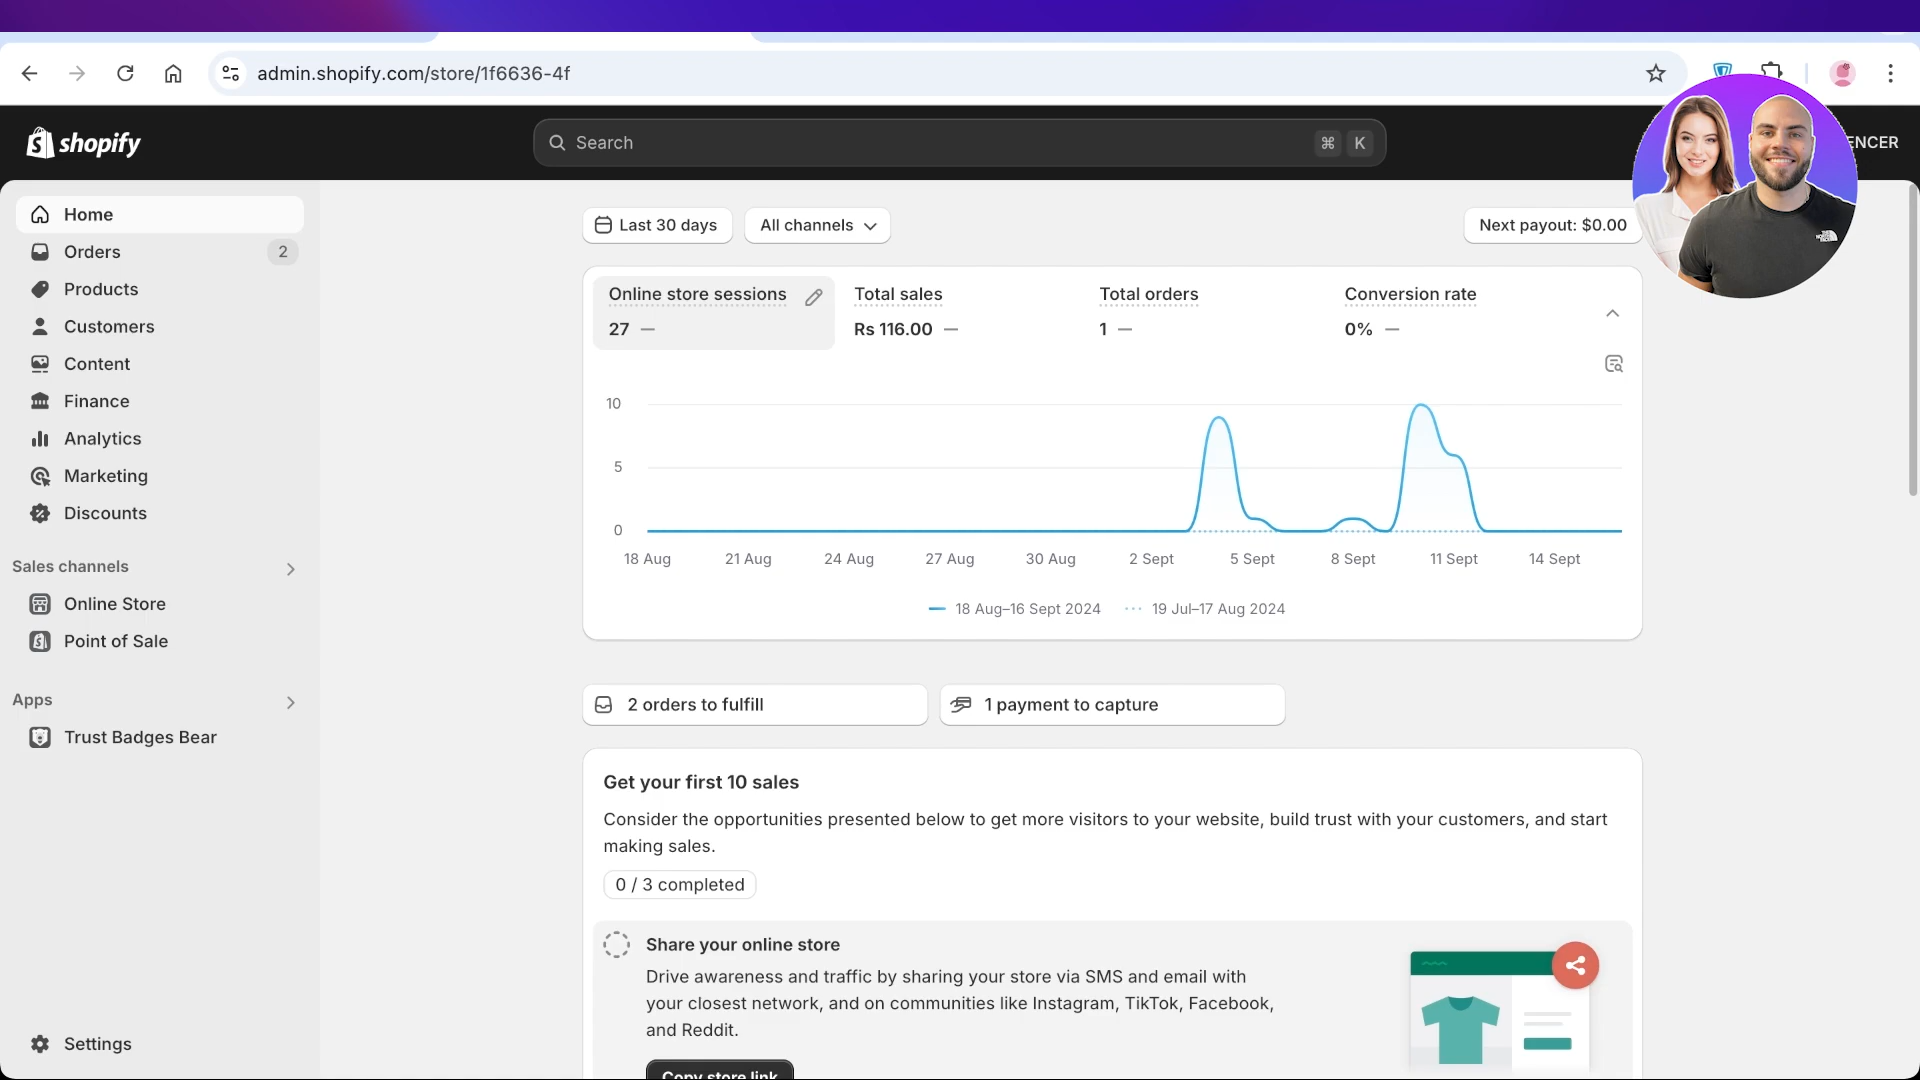 admin.shopify.com/store/1f6636-4f
shopify
Search
⌘ K
ENCER
Home
Orders 2
Products
Customers
Content
Finance
Analytics
Marketing
Discounts
Sales channels
Online Store
Point of Sale
Apps
Trust Badges Bear
Settings
Last 30 days
All channels
Next payout: $0.00
Online store sessions
27 —
Total sales
Rs 116.00 —
Total orders
1 —
Conversion rate
0% —
10
5
0
18 Aug 21 Aug 24 Aug 27 Aug 30 Aug 2 Sept 5 Sept 8 Sept 11 Sept 14 Sept
18 Aug–16 Sept 2024 19 Jul–17 Aug 2024
2 orders to fulfill
1 payment to capture
Get your first 10 sales
Consider the opportunities presented below to get more visitors to your website, build trust with your customers, and start
making sales.
0 / 3 completed
Share your online store
Drive awareness and traffic by sharing your store via SMS and email with
your closest network, and on communities like Instagram, TikTok, Facebook,
and Reddit.
Copy store link